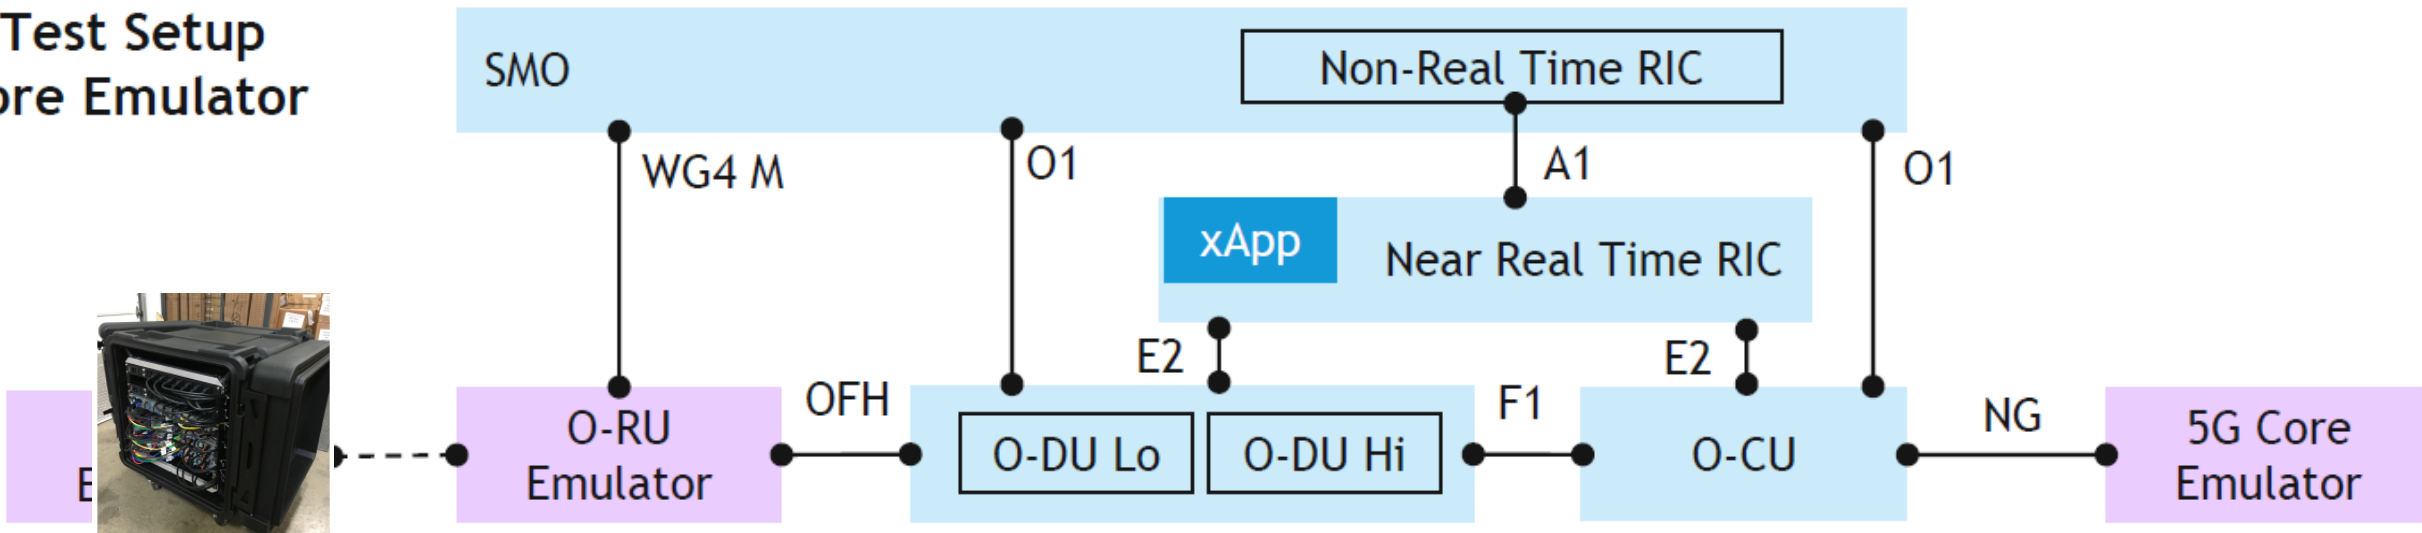 Test Setup
ore Emulator
SMO
Non-Real Time RIC
WG4 M
O1
A1
O1
xApp
Near Real Time RIC
E2
E2
O-RU
Emulator
OFH
O-DU Lo
O-DU Hi
F1
O-CU
NG
5G Core
Emulator
E